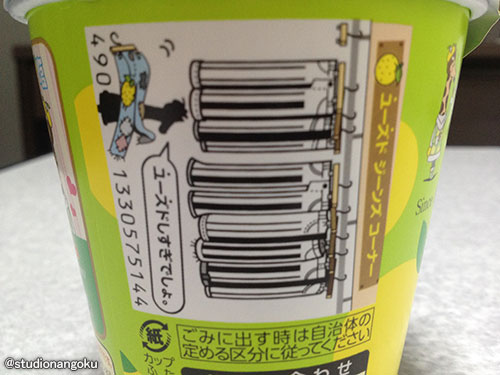 ユーズド ジーンズ コーナー
ユーズドしすぎでしょ。
490
1330575144
ごみに出す時は自治体の
定める区分に従ってください
紙
カップ
Since
@studionangoku